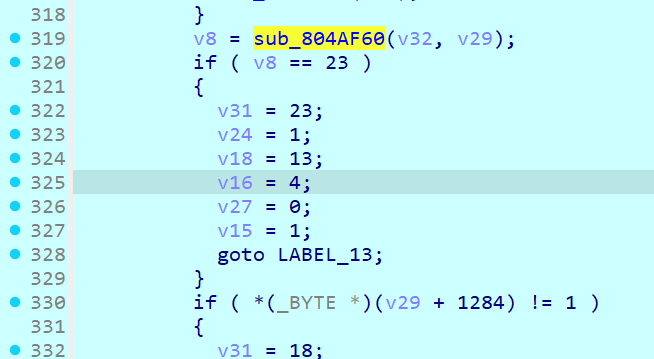 318 }
319 v8 = sub_804AF60(v32, v29);
320 if ( v8 == 23 )
321 {
322 v31 = 23;
323 v24 = 1;
324 v18 = 13;
325 v16 = 4;
326 v27 = 0;
327 v15 = 1;
328 goto LABEL_13;
329 }
330 if ( *(_BYTE *)(v29 + 1284) != 1 )
331 {
332 v31 = 18;